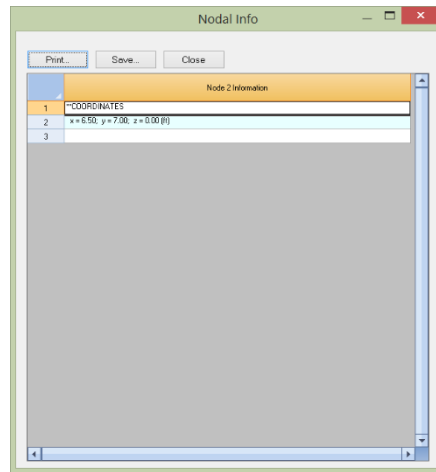 Nodal Info
Print... Save... Close
Node 2 Information
1 **COORDINATES
2 x = 6.50; y = 7.00; z = 0.00 (ft)
3